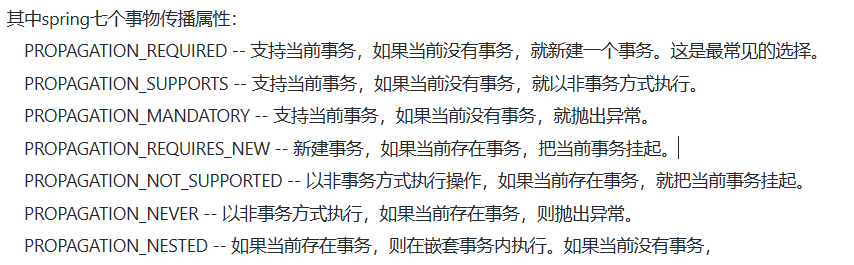 其中spring七个事物传播属性：
PROPAGATION_REQUIRED -- 支持当前事务，如果当前没有事务，就新建一个事务。这是最常见的选择。
PROPAGATION_SUPPORTS -- 支持当前事务，如果当前没有事务，就以非事务方式执行。
PROPAGATION_MANDATORY -- 支持当前事务，如果当前没有事务，就抛出异常。
PROPAGATION_REQUIRES_NEW -- 新建事务，如果当前存在事务，把当前事务挂起。
PROPAGATION_NOT_SUPPORTED -- 以非事务方式执行操作，如果当前存在事务，就把当前事务挂起。
PROPAGATION_NEVER -- 以非事务方式执行，如果当前存在事务，则抛出异常。
PROPAGATION_NESTED -- 如果当前存在事务，则在嵌套事务内执行。如果当前没有事务，